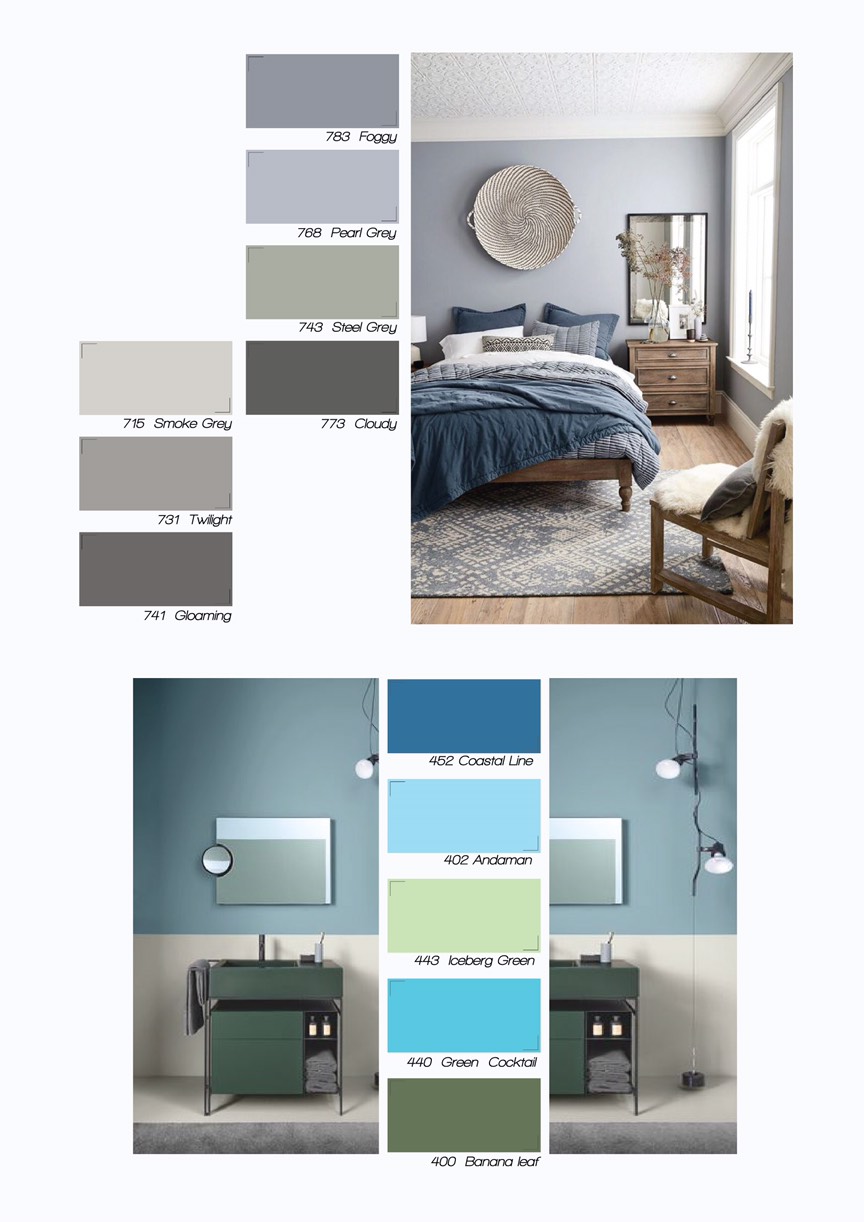 783 Foggy
768 Pearl Grey
743 Steel Grey
715 Smoke Grey
773 Cloudy
731 Twilight
741 Gloaming
452 Coastal Line
402 Andaman
443 Iceberg Green
440 Green Cocktail
400 Banana leaf